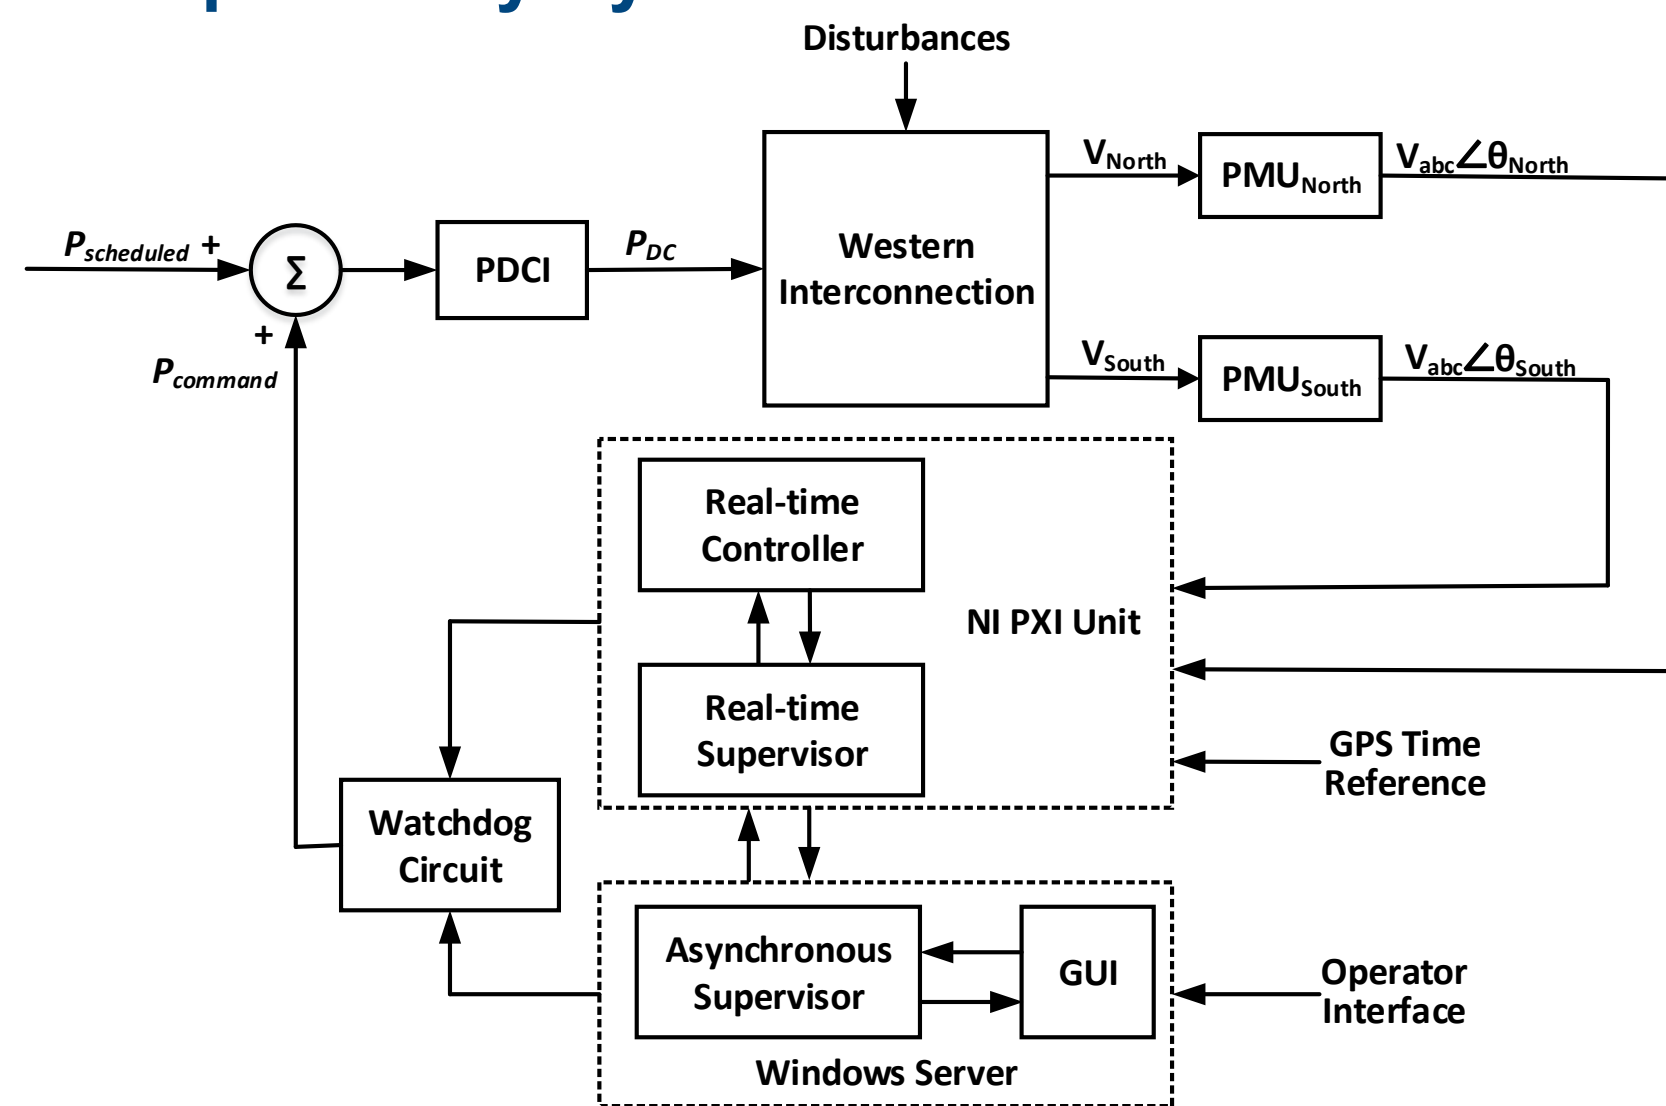 Disturbances
V_North
PMU_North
V_abc∠θ_North
P_scheduled +
Σ
PDCI
P_DC
Western
Interconnection
+
P_command
V_South
PMU_South
V_abc∠θ_South
Real-time
Controller
NI PXI Unit
Real-time
Supervisor
GPS Time
Reference
Watchdog
Circuit
Asynchronous
Supervisor
GUI
Operator
Interface
Windows Server